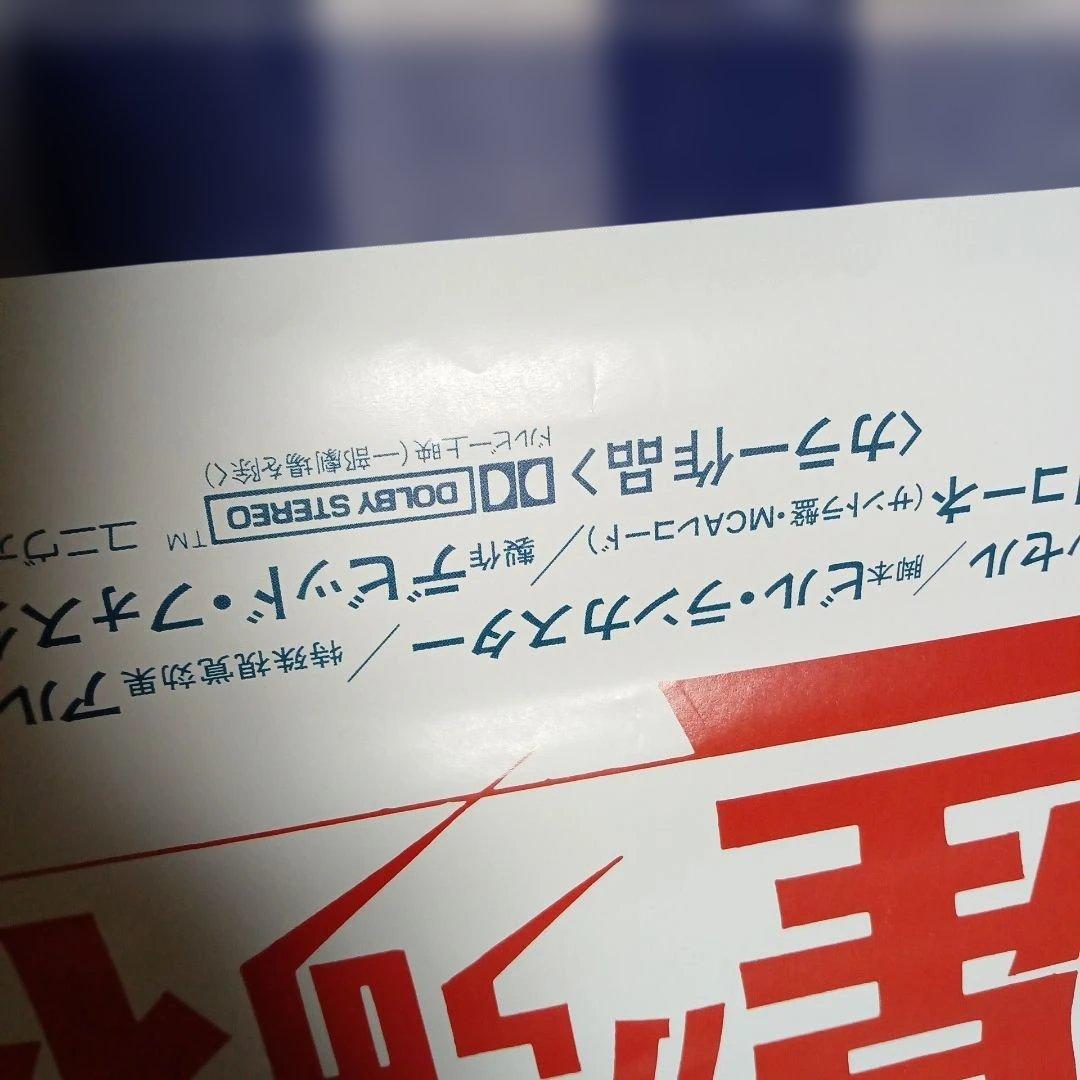 セル／脚本ビル・ランカスター／特殊視覚効果アル
コーネ(サントラ盤・MCAレコード)／製作デビッド・フォスタ
〈カラー作品〉 DOLBY STEREO TM ユニヴ
ドルビー上映(一部劇場を除く)